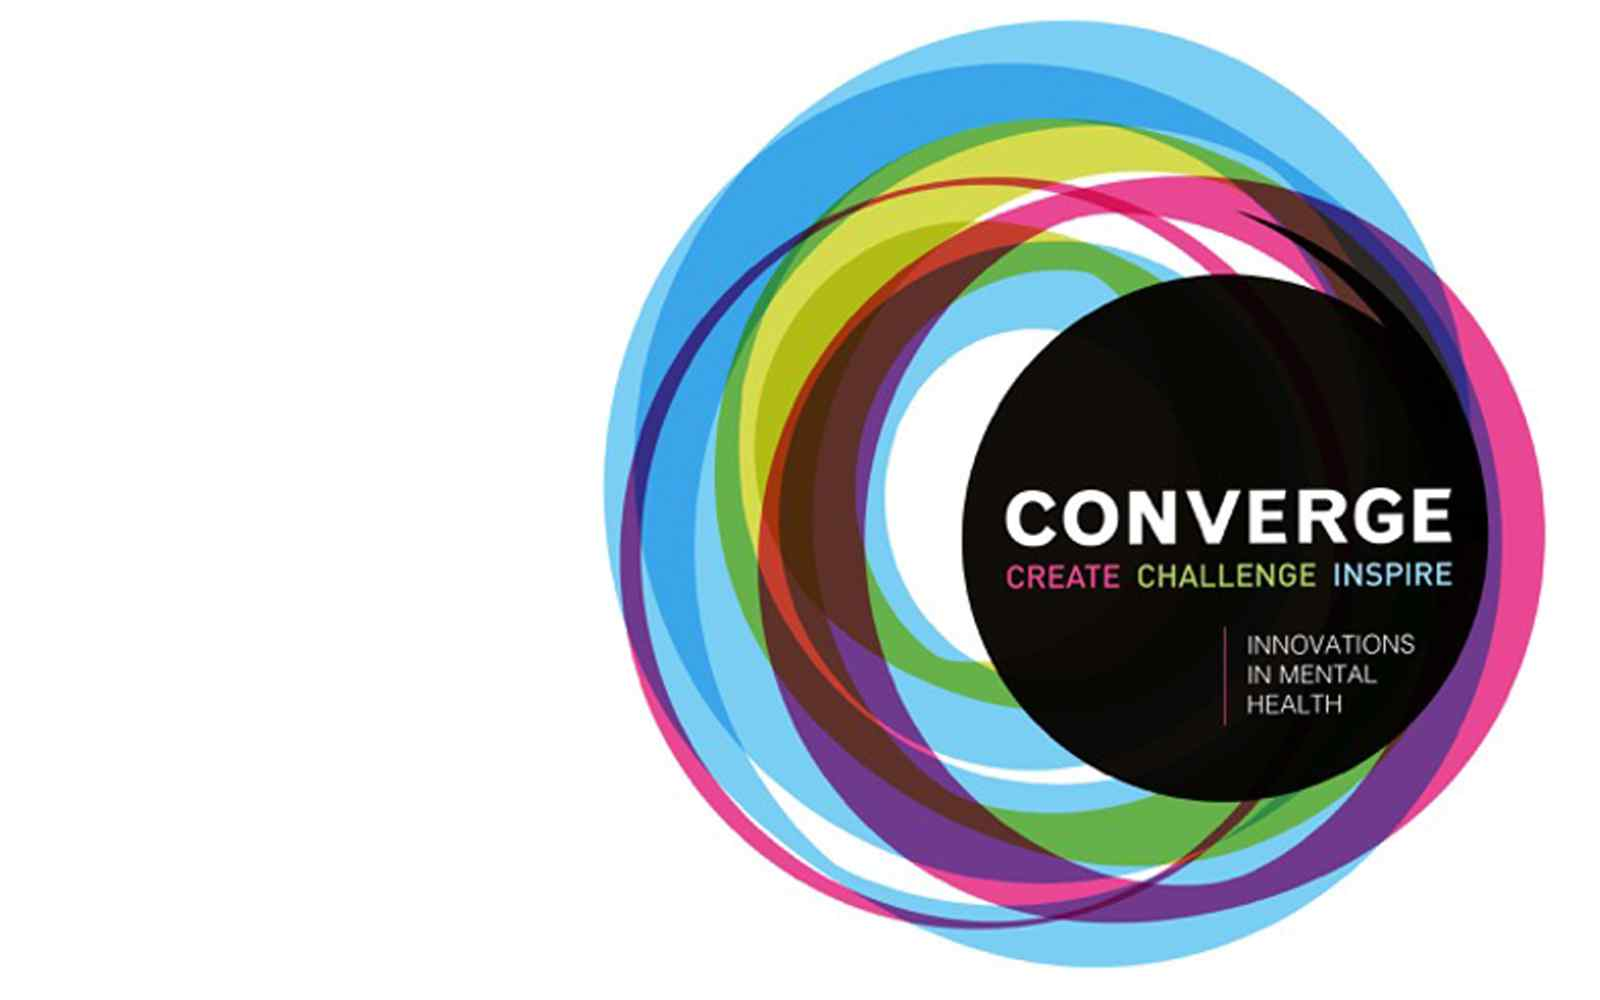 CONVERGE
CREATE CHALLENGE INSPIRE
INNOVATIONS
IN MENTAL
HEALTH